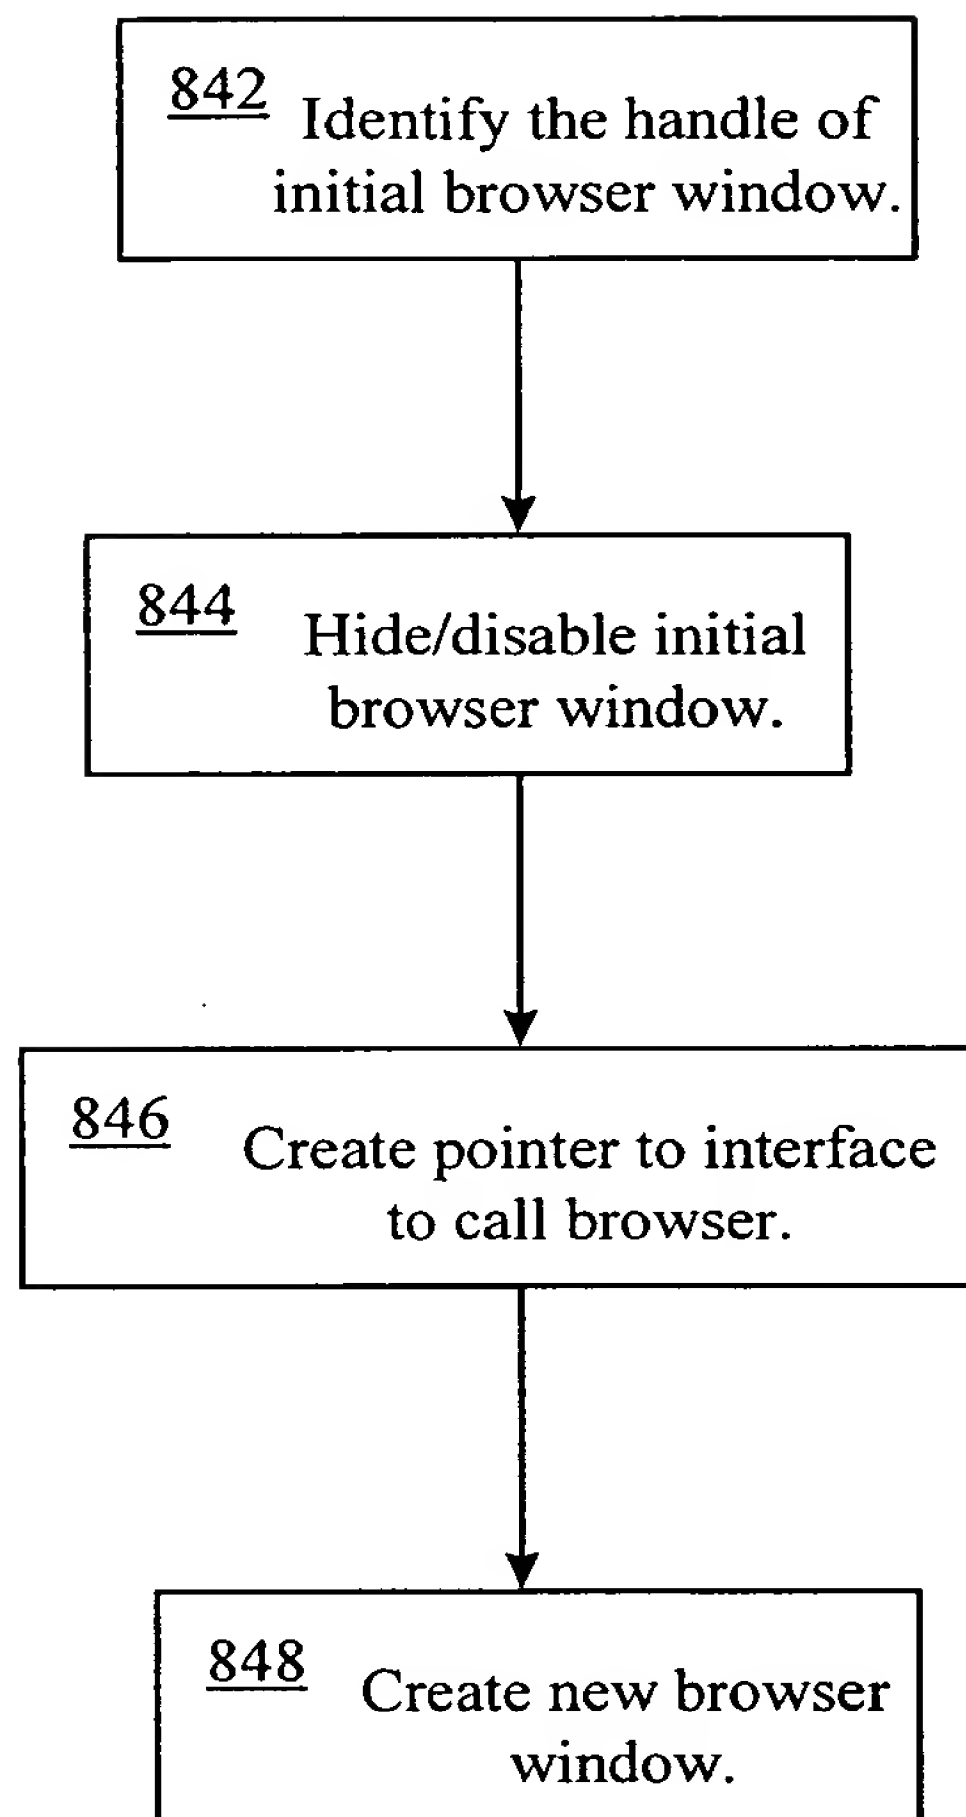 842 Identify the handle of
initial browser window.
844 Hide/disable initial
browser window.
846 Create pointer to interface
to call browser.
848 Create new browser
window.